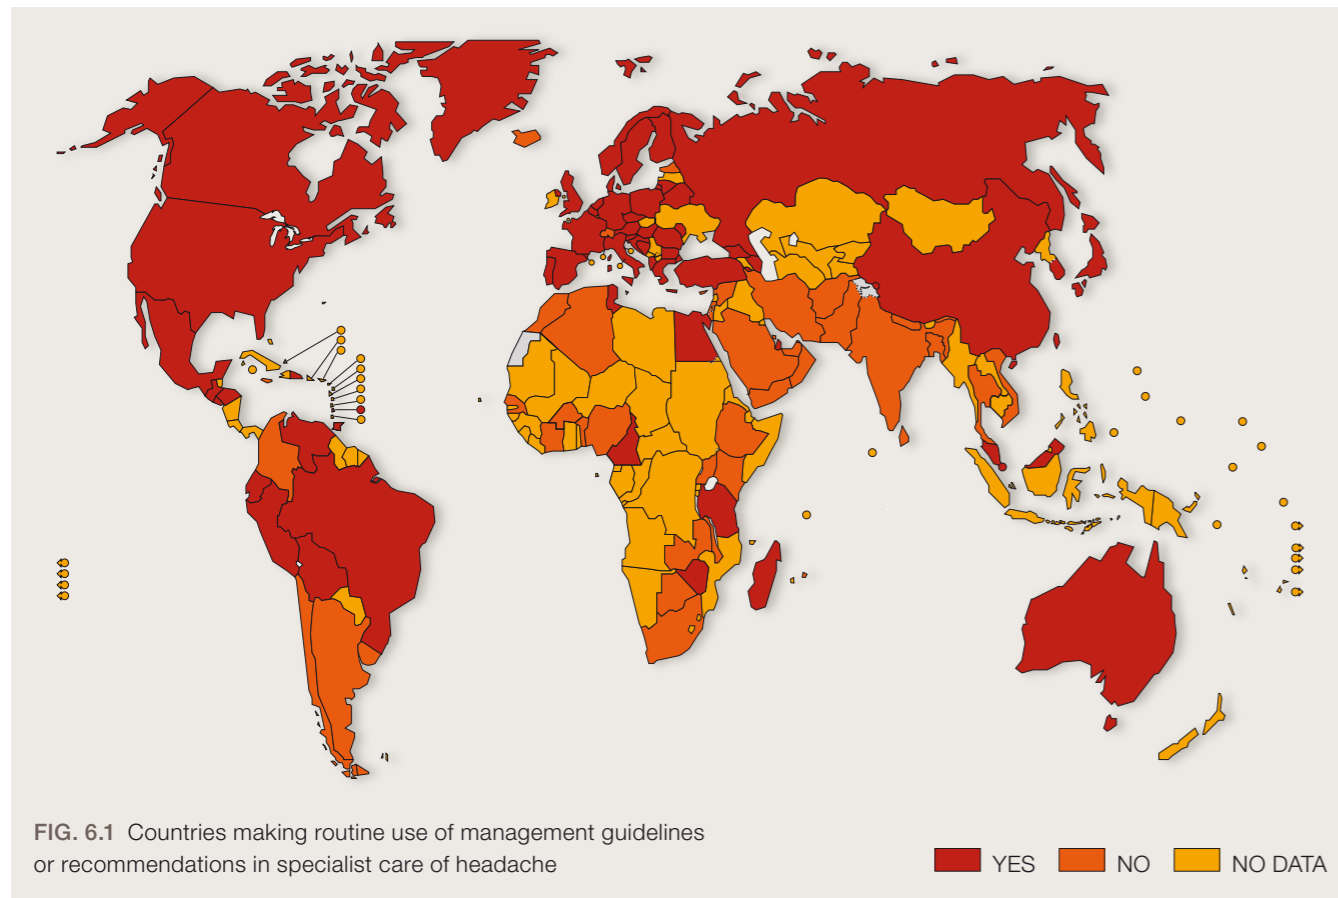 FIG. 6.1 Countries making routine use of management guidelines
or recommendations in specialist care of headache
YES NO NO DATA